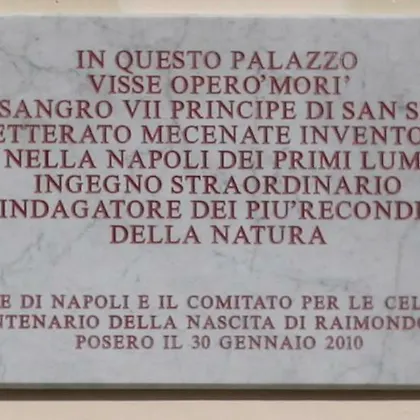 IN QUESTO PALAZZO
VISSE OPERO'MORI'
SANGRO VII PRINCIPE DI SAN S
ETTERATO MECENATE INVENTO
NELLA NAPOLI DEI PRIMI LUM
INGEGNO STRAORDINARIO
INDAGATORE DEI PIU'RECONDI
DELLA NATURA
E DI NAPOLI E IL COMITATO PER LE CEL
NTENARIO DELLA NASCITA DI RAIMONDO
POSERO IL 30 GENNAIO 2010